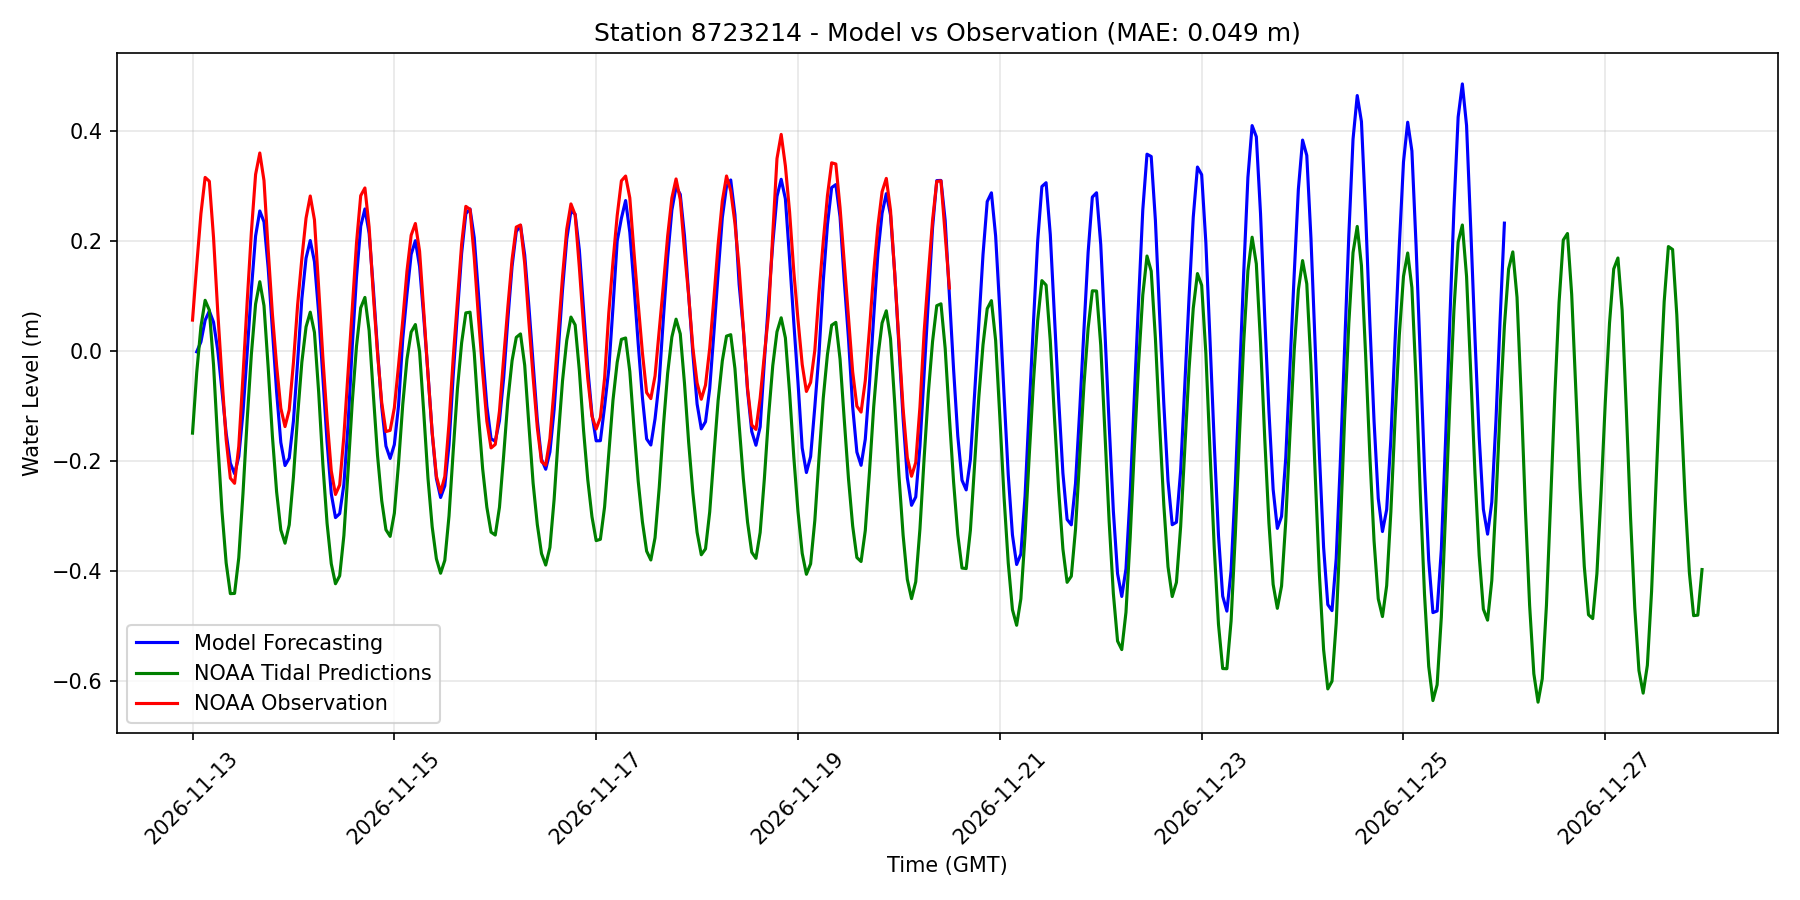 Station 8723214 - Model vs Observation (MAE: 0.049 m)
Water Level (m)
0.4
0.2
0.0
−0.2
−0.4
−0.6
Model Forecasting
NOAA Tidal Predictions
NOAA Observation
2026-11-13
2026-11-15
2026-11-17
2026-11-19
2026-11-21
2026-11-23
2026-11-25
2026-11-27
Time (GMT)